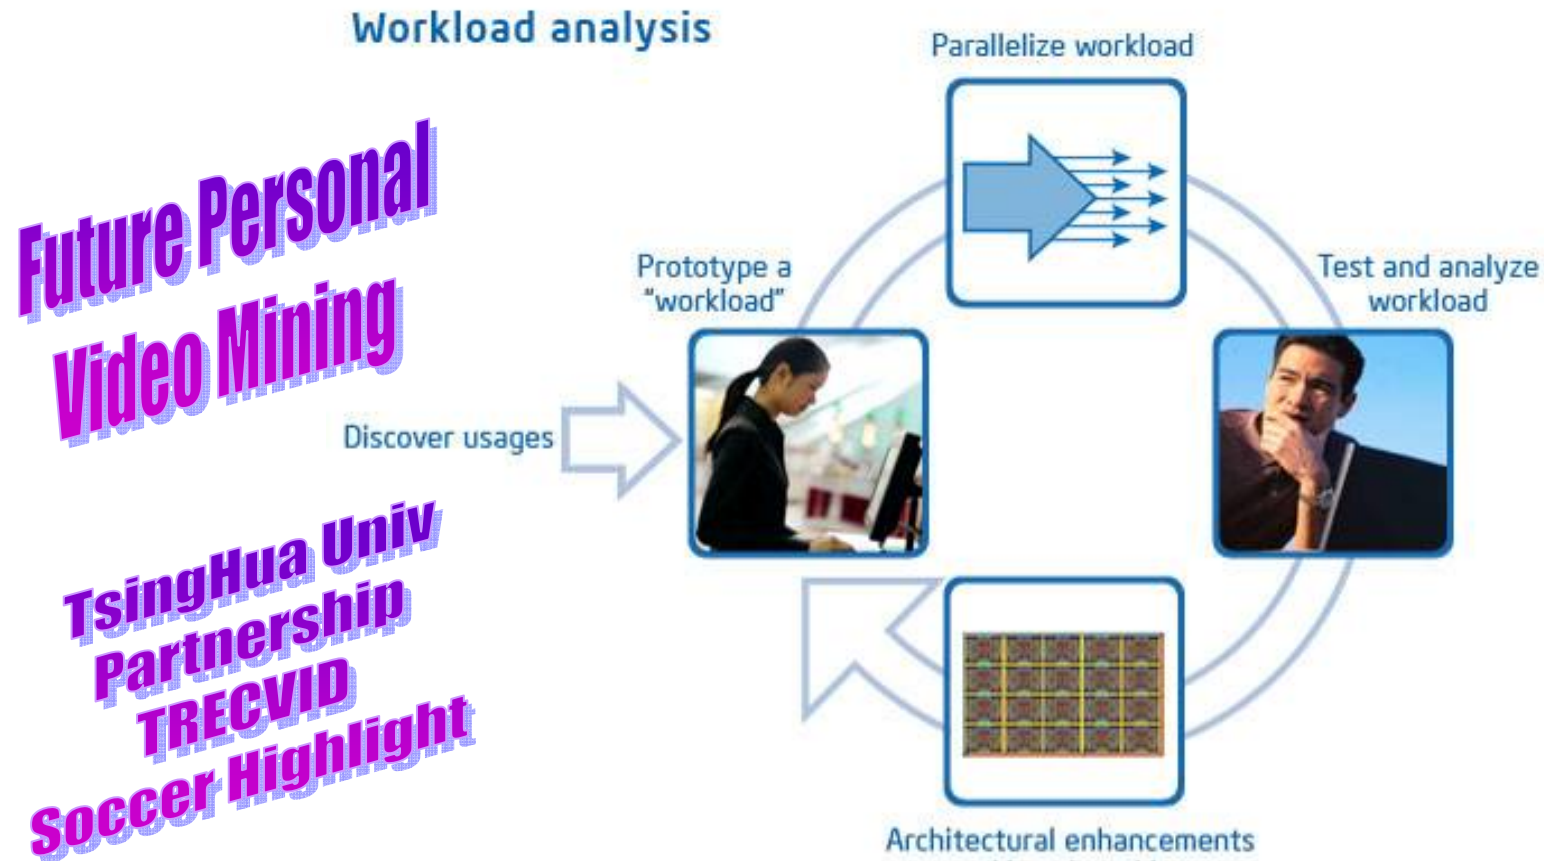 Workload analysis
Parallelize workload
Future Personal
Video Mining
Prototype a
"workload"
Test and analyze
workload
Discover usages
TsingHua Univ
Partnership
TRECVID
Soccer Highlight
Architectural enhancements